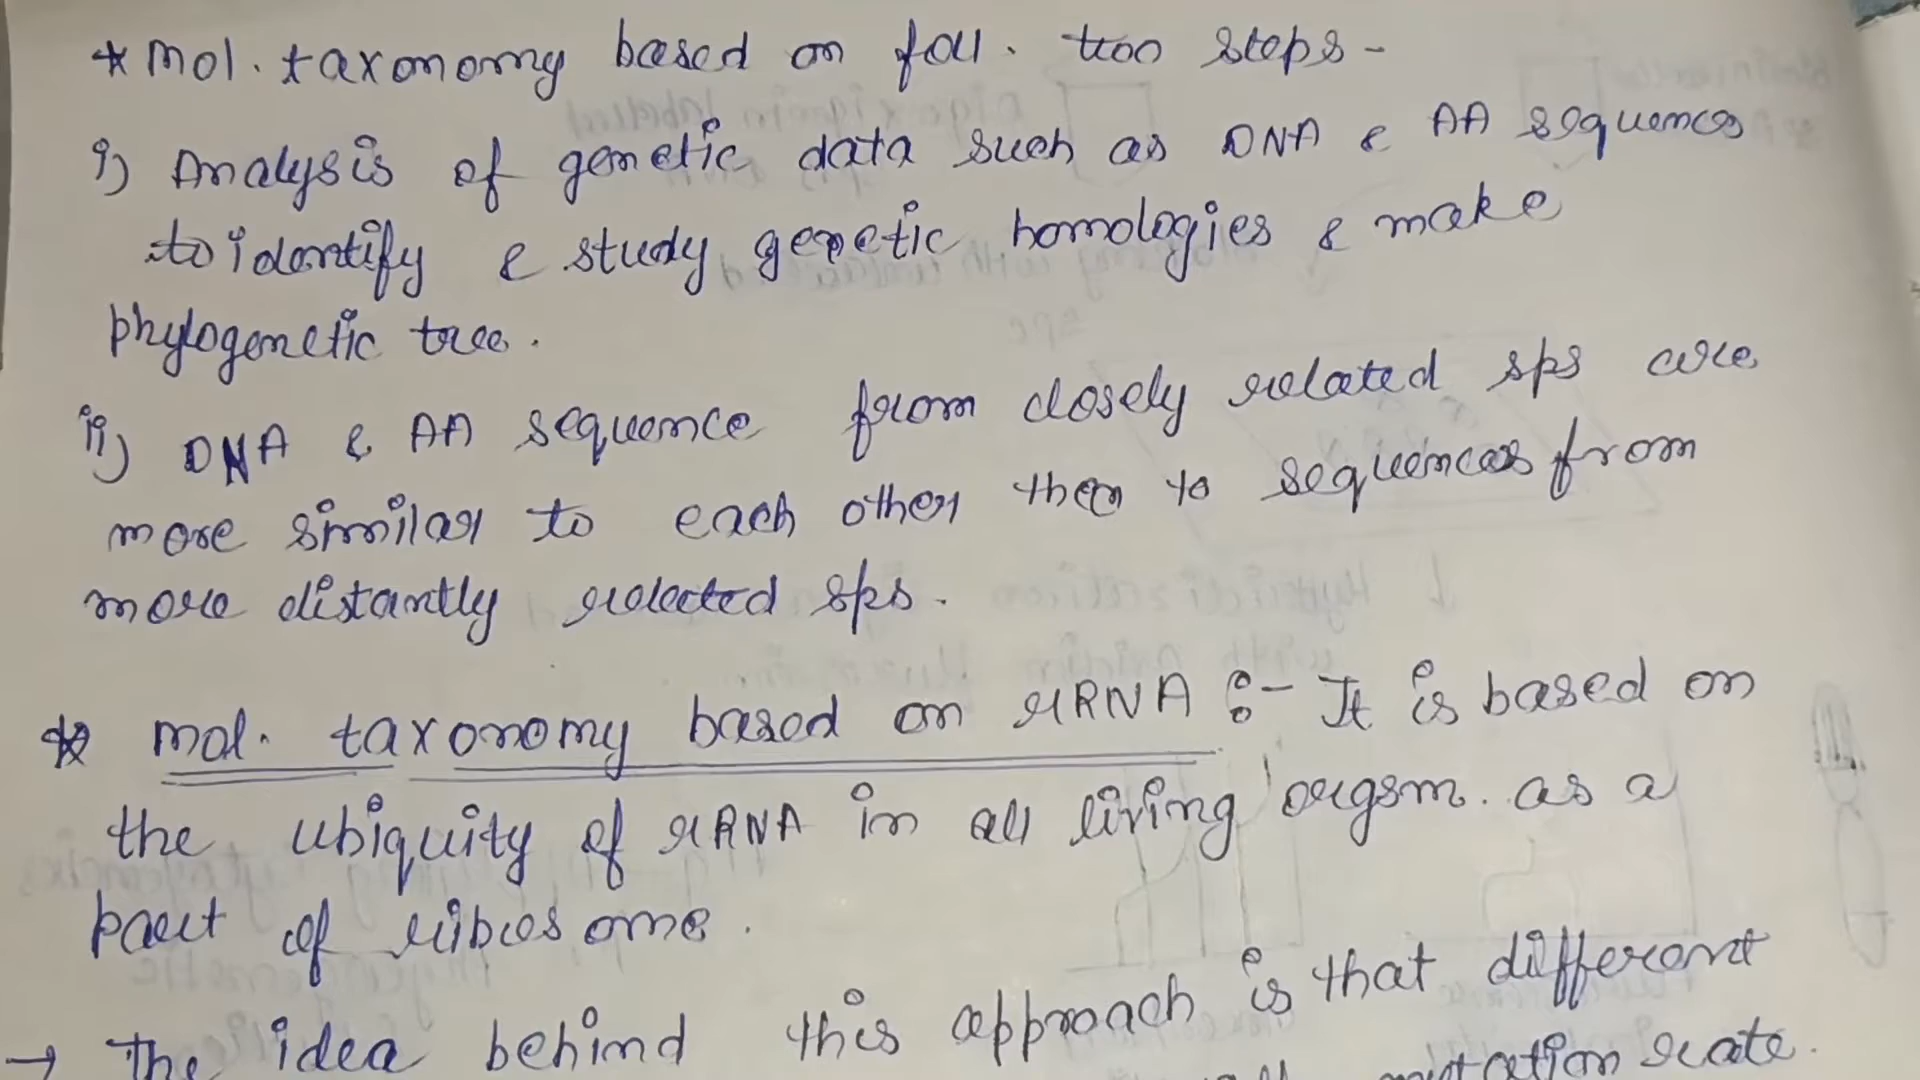 * Mol. taxonomy based on foll. two steps -
i) Analysis of genetic data such as DNA & AA sequences
to identify & study genetic homologies & make
phylogenetic tree.
ii) DNA & AA sequence from closely related sps are
more similar to each other then to sequences from
more distantly related sps.
* mol. taxonomy based on rRNA :- It is based on
the ubiquity of rRNA in all living orgsm. as a
part of ribosome.
→ The idea behind this approach is that different
mutation rate.